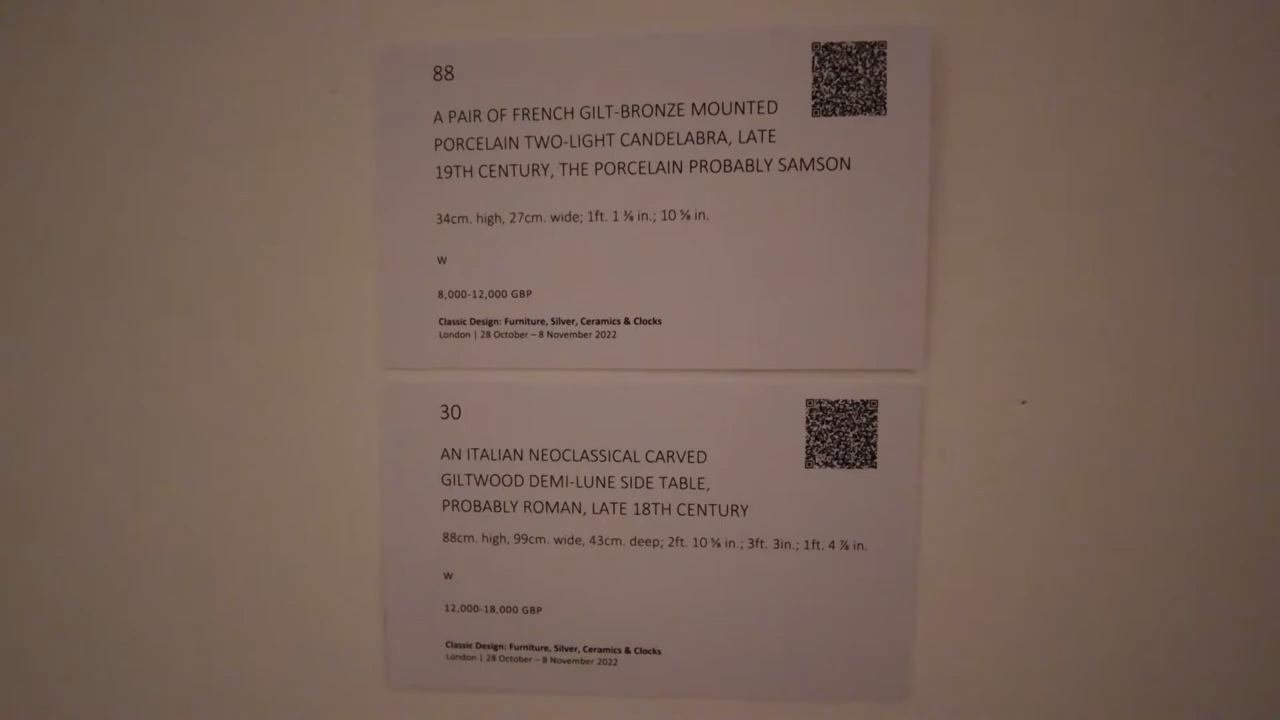 88
A PAIR OF FRENCH GILT-BRONZE MOUNTED
PORCELAIN TWO-LIGHT CANDELABRA, LATE
19TH CENTURY, THE PORCELAIN PROBABLY SAMSON
34cm. high, 27cm. wide; 1ft. 1 ⅜ in.; 10 ⅝ in.
W
8,000-12,000 GBP
Classic Design: Furniture, Silver, Ceramics & Clocks
London | 28 October – 8 November 2022
30
AN ITALIAN NEOCLASSICAL CARVED
GILTWOOD DEMI-LUNE SIDE TABLE,
PROBABLY ROMAN, LATE 18TH CENTURY
88cm. high, 99cm. wide, 43cm. deep; 2ft. 10 ⅝ in.; 3ft. 3in.; 1ft. 4 ⅞ in.
W
12,000-18,000 GBP
Classic Design: Furniture, Silver, Ceramics & Clocks
London | 28 October – 8 November 2022